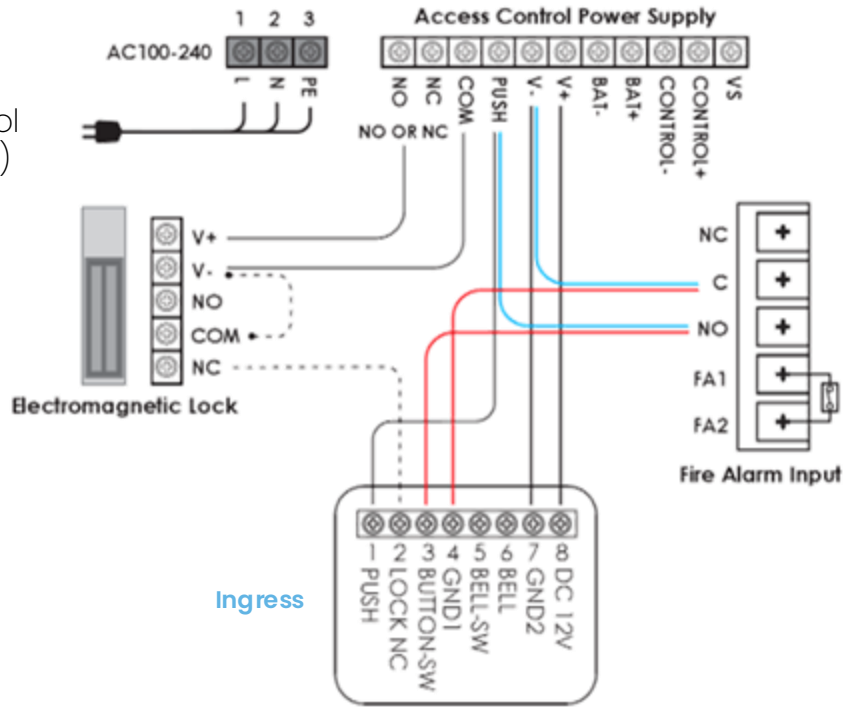 1 2 3
Access Control Power Supply
AC100-240
L N PE
NO NC COM PUSH V- V+ BAT- BAT+ CONTROL- CONTROL+ VS
ol
)
NO OR NC
V+
V-
NO
COM
NC
Electromagnetic Lock
NC
C
NO
FA1
FA2
Fire Alarm Input
Ingress
1 2 3 4 5 6 7 8
PUSH
LOCK NC
BUTTON-SW
GND1
BELL-SW
BELL
GND2
DC 12V